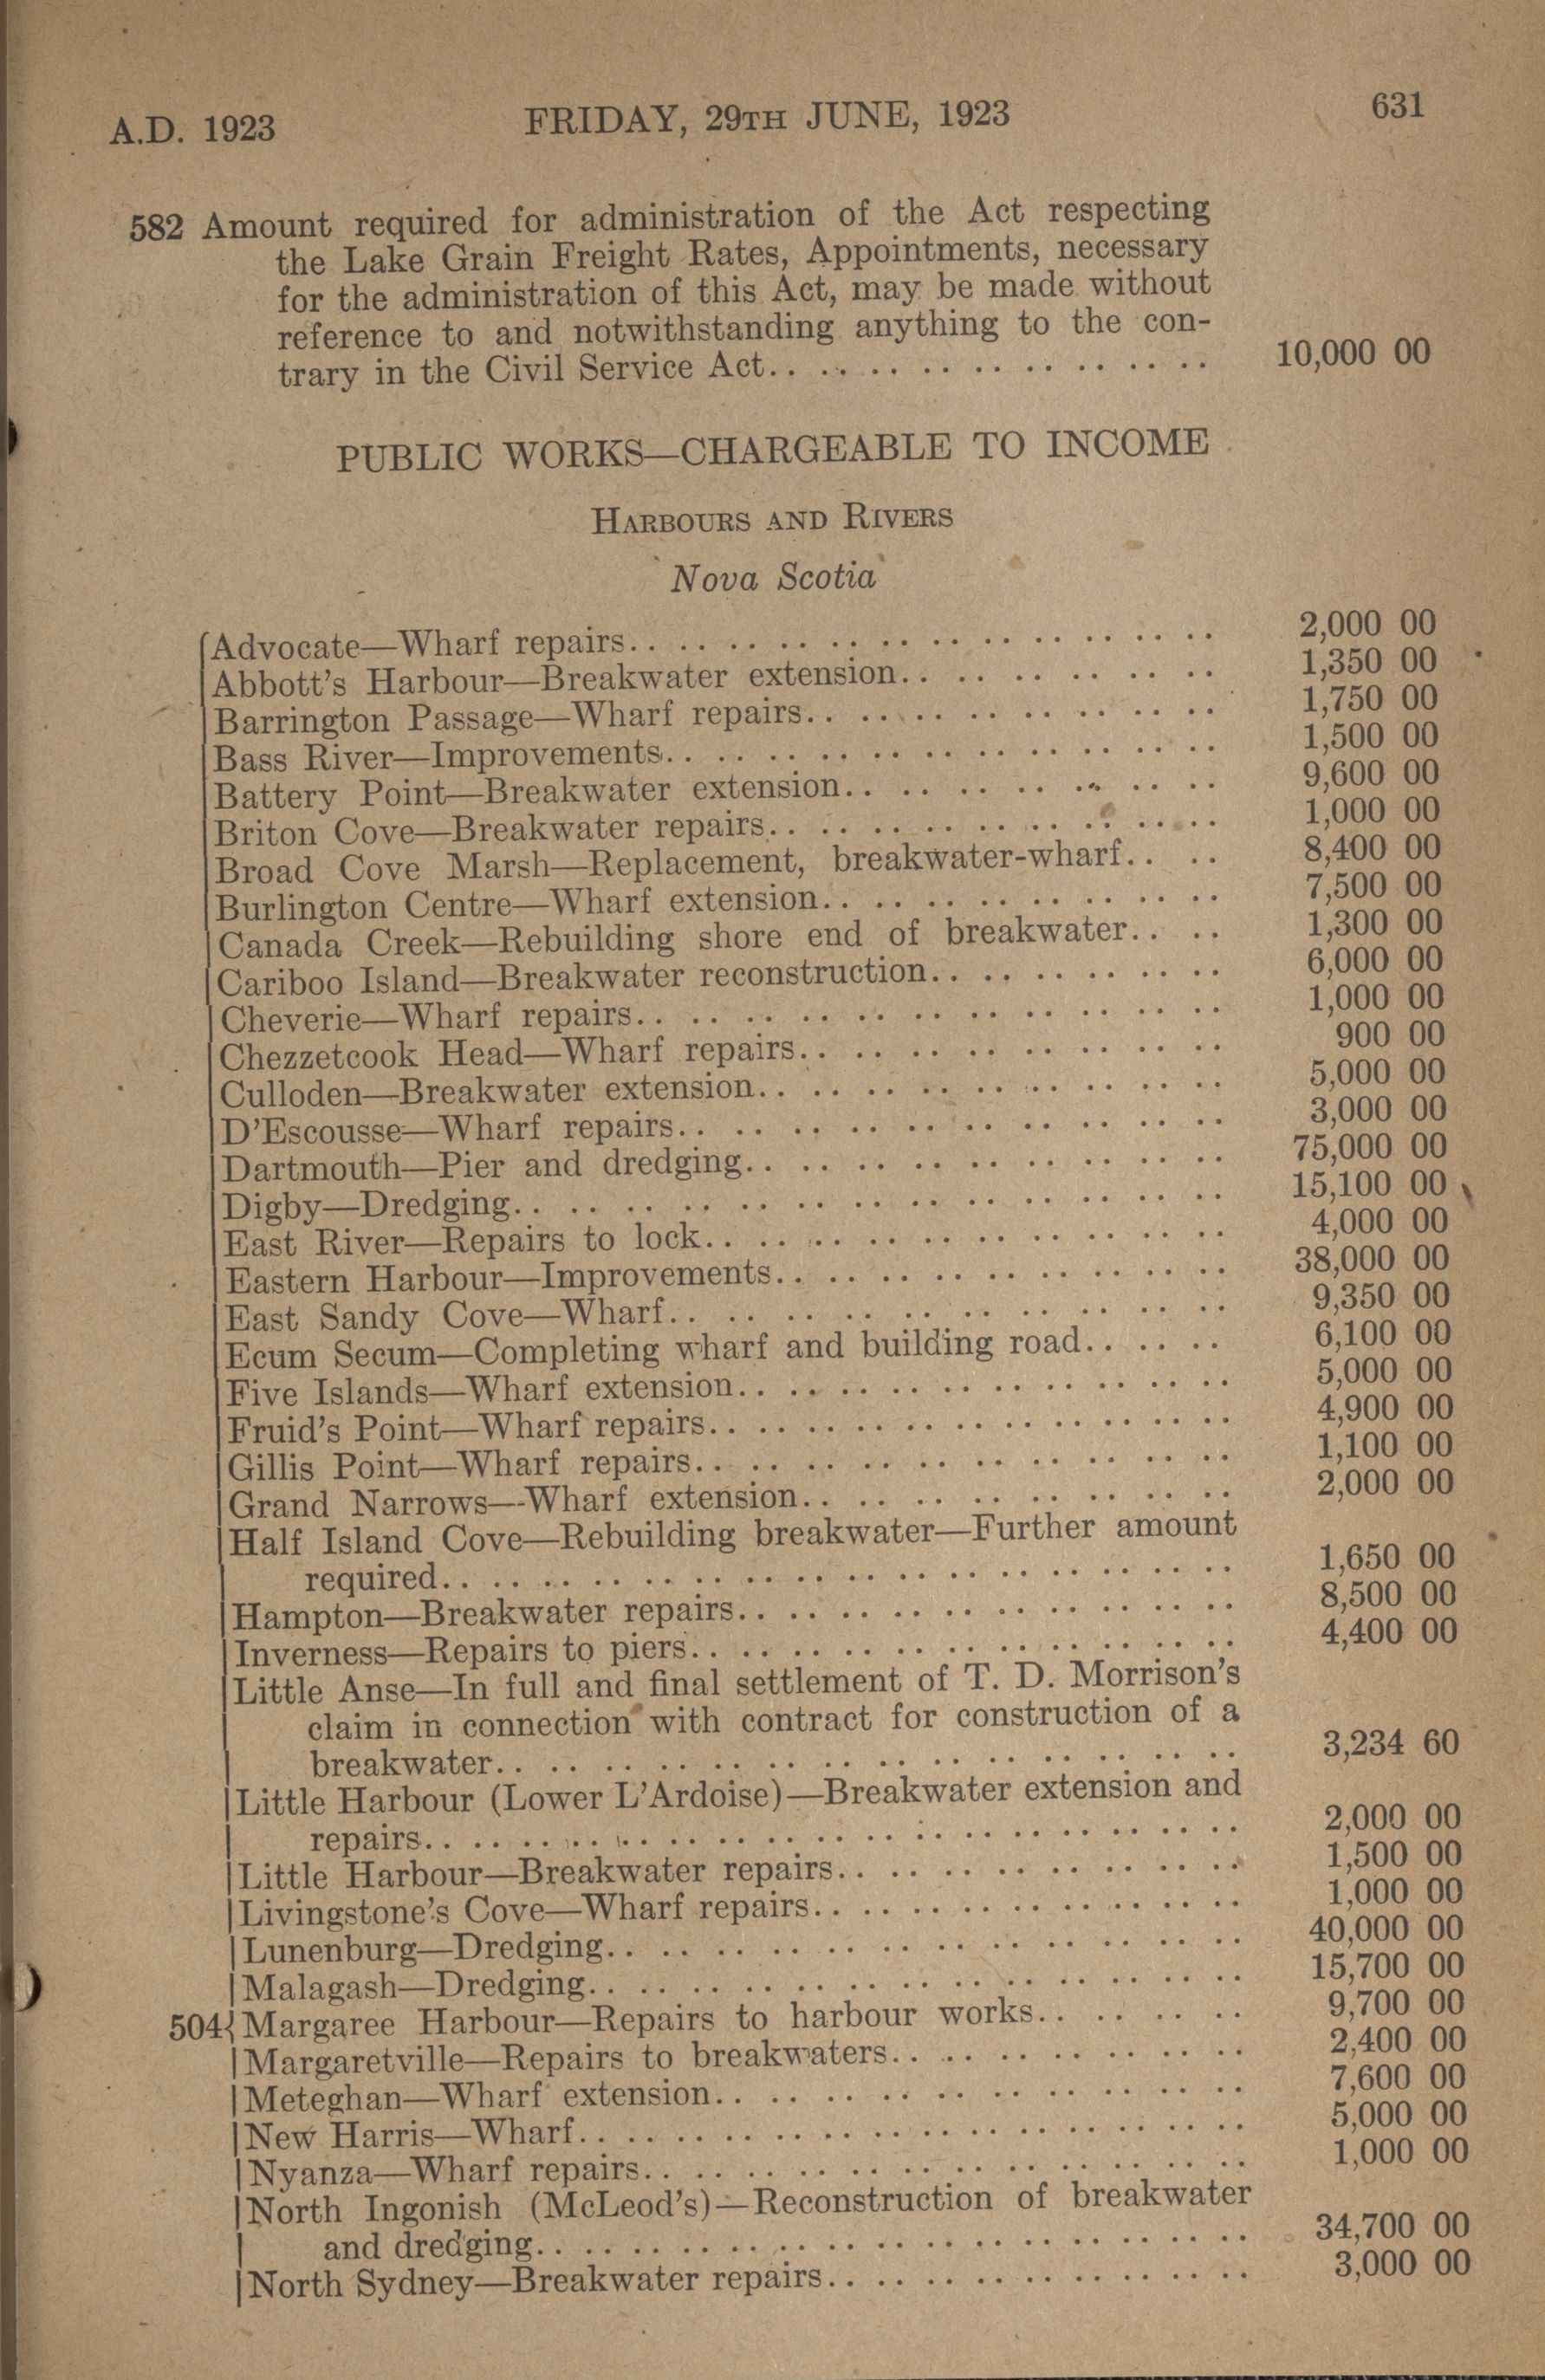 A.D. 1923 FRIDAY, 29TH JUNE, 1923 631
582 Amount required for administration of the Act respecting
the Lake Grain Freight Rates, Appointments, necessary
for the administration of this Act, may be made without
reference to and notwithstanding anything to the con-
trary in the Civil Service Act.. .. .. .. .. .. .. .. .. 10,000 00
PUBLIC WORKS—CHARGEABLE TO INCOME
HARBOURS AND RIVERS
Nova Scotia
Advocate—Wharf repairs.. .. .. .. .. .. .. .. .. .. .. .. 2,000 00
Abbott's Harbour—Breakwater extension.. .. .. .. .. .. 1,350 00
Barrington Passage—Wharf repairs.. .. .. .. .. .. .. .. 1,750 00
Bass River—Improvements.. .. .. .. .. .. .. .. .. .. .. 1,500 00
Battery Point—Breakwater extension.. .. .. .. .. .. .. 9,600 00
Briton Cove—Breakwater repairs.. .. .. .. .. .. .. .. .. 1,000 00
Broad Cove Marsh—Replacement, breakwater-wharf.. .. 8,400 00
Burlington Centre—Wharf extension.. .. .. .. .. .. .. .. 7,500 00
Canada Creek—Rebuilding shore end of breakwater.. .. 1,300 00
Cariboo Island—Breakwater reconstruction.. .. .. .. .. .. 6,000 00
Cheverie—Wharf repairs.. .. .. .. .. .. .. .. .. .. .. 1,000 00
Chezzetcook Head—Wharf repairs.. .. .. .. .. .. .. .. 900 00
Culloden—Breakwater extension.. .. .. .. .. .. .. .. .. 5,000 00
D'Escousse—Wharf repairs.. .. .. .. .. .. .. .. .. .. 3,000 00
Dartmouth—Pier and dredging.. .. .. .. .. .. .. .. .. 75,000 00
Digby—Dredging.. .. .. .. .. .. .. .. .. .. .. .. .. 15,100 00
East River—Repairs to lock.. .. .. .. .. .. .. .. .. .. 4,000 00
Eastern Harbour—Improvements.. .. .. .. .. .. .. .. .. 38,000 00
East Sandy Cove—Wharf.. .. .. .. .. .. .. .. .. .. 9,350 00
Ecum Secum—Completing wharf and building road.. .. .. 6,100 00
Five Islands—Wharf extension.. .. .. .. .. .. .. .. .. .. 5,000 00
Fruid's Point—Wharf repairs.. .. .. .. .. .. .. .. .. .. .. 4,900 00
Gillis Point—Wharf repairs.. .. .. .. .. .. .. .. .. .. 1,100 00
Grand Narrows—Wharf extension.. .. .. .. .. .. .. .. 2,000 00
Half Island Cove—Rebuilding breakwater—Further amount
required.. .. .. .. .. .. .. .. .. .. .. .. .. .. .. .. 1,650 00
Hampton—Breakwater repairs.. .. .. .. .. .. .. .. .. .. 8,500 00
Inverness—Repairs to piers.. .. .. .. .. .. .. .. .. .. .. 4,400 00
Little Anse—In full and final settlement of T. D. Morrison's
claim in connection with contract for construction of a
breakwater.. .. .. .. .. .. .. .. .. .. .. .. .. .. 3,234 60
Little Harbour (Lower L'Ardoise)—Breakwater extension and
repairs.. .. .. .. .. .. .. .. .. .. .. .. .. .. .. .. .. 2,000 00
Little Harbour—Breakwater repairs.. .. .. .. .. .. .. .. 1,500 00
Livingstone's Cove—Wharf repairs.. .. .. .. .. .. .. .. .. 1,000 00
Lunenburg—Dredging.. .. .. .. .. .. .. .. .. .. .. .. 40,000 00
Malagash—Dredging.. .. .. .. .. .. .. .. .. .. .. .. .. 15,700 00
504{ Margaree Harbour—Repairs to harbour works.. .. .. .. 9,700 00
Margaretville—Repairs to breakwaters.. .. .. .. .. .. .. 2,400 00
Meteghan—Wharf extension.. .. .. .. .. .. .. .. .. .. 7,600 00
New Harris—Wharf.. .. .. .. .. .. .. .. .. .. .. .. .. .. 5,000 00
Nyanza—Wharf repairs.. .. .. .. .. .. .. .. .. .. .. .. 1,000 00
North Ingonish (McLeod's)—Reconstruction of breakwater
and dredging.. .. .. .. .. .. .. .. .. .. .. .. .. .. .. 34,700 00
North Sydney—Breakwater repairs.. .. .. .. .. .. .. .. .. 3,000 00